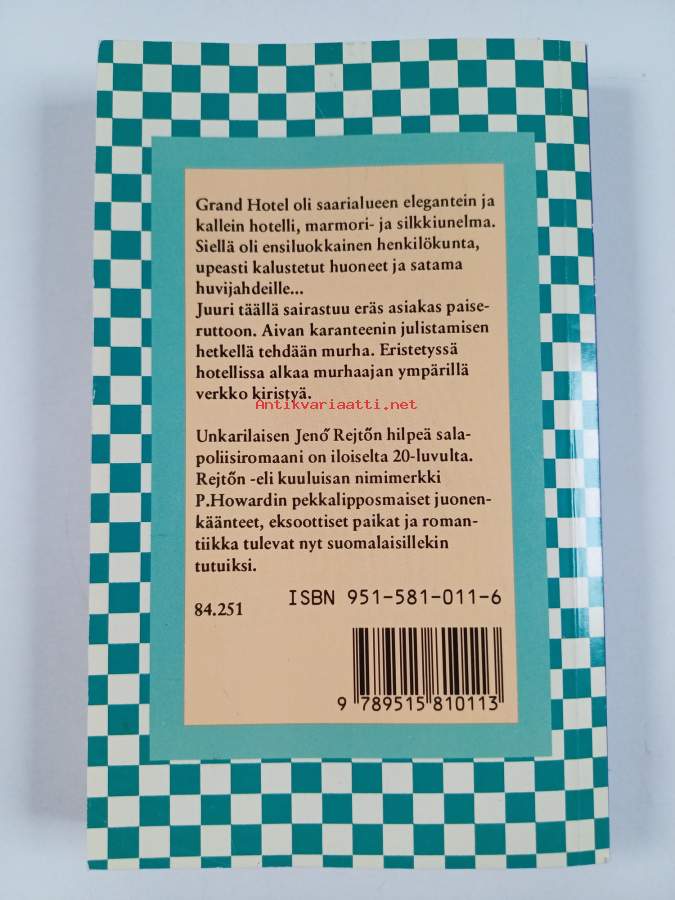 Grand Hotel oli saarialueen elegantein ja
kallein hotelli, marmori- ja silkkiunelma.
Siellä oli ensiluokkainen henkilökunta,
upeasti kalustetut huoneet ja satama
huvijahdeille...
Juuri täällä sairastuu eräs asiakas paise-
ruttoon. Aivan karanteenin julistamisen
hetkellä tehdään murha. Eristetyssä
hotellissa alkaa murhaajan ympärillä
verkko kiristyä.
Antikvariaatti.net
Unkarilaisen Jenő Rejtőn hilpeä sala-
poliisiromaani on iloiselta 20-luvulta.
Rejtőn -eli kuuluisan nimimerkki
P.Howardin pekkalipposmaiset juonen-
käänteet, eksoottiset paikat ja roman-
tiikka tulevat nyt suomalaisillekin
tutuiksi.
84.251
ISBN 951-581-011-6
9 789515 810113